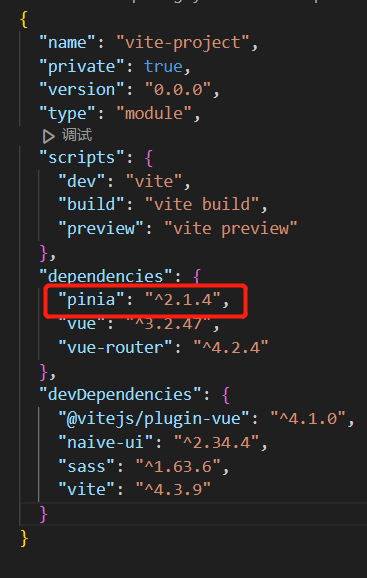 {
"name": "vite-project",
"private": true,
"version": "0.0.0",
"type": "module",
调试
"scripts": {
"dev": "vite",
"build": "vite build",
"preview": "vite preview"
},
"dependencies": {
"pinia": "^2.1.4",
"vue": "^3.2.47",
"vue-router": "^4.2.4"
},
"devDependencies": {
"@vitejs/plugin-vue": "^4.1.0",
"naive-ui": "^2.34.4",
"sass": "^1.63.6",
"vite": "^4.3.9"
}
}